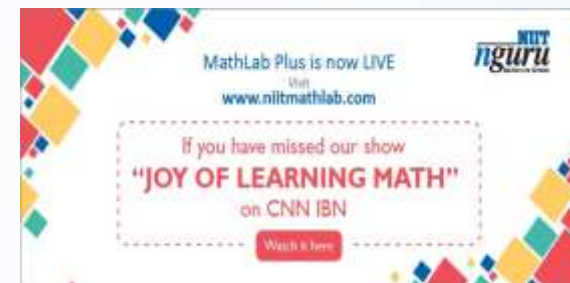 NIIT
nguru
MathLab Plus is now LIVE
Visit
www.niitmathlab.com
If you have missed our show
“JOY OF LEARNING MATH”
on CNN IBN
Watch it here